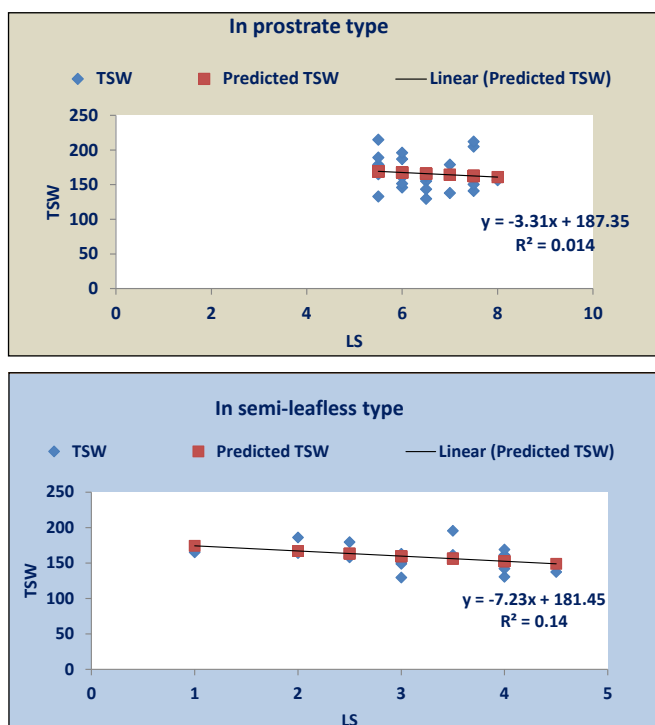 In prostrate type
TSW Predicted TSW Linear (Predicted TSW)
250
200
150
100
50
0
TSW
y = -3.31x + 187.35
R² = 0.014
0 2 4 6 8 10
LS
In semi-leafless type
TSW Predicted TSW Linear (Predicted TSW)
250
200
150
100
50
0
TSW
y = -7.23x + 181.45
R² = 0.14
0 1 2 3 4 5
LS